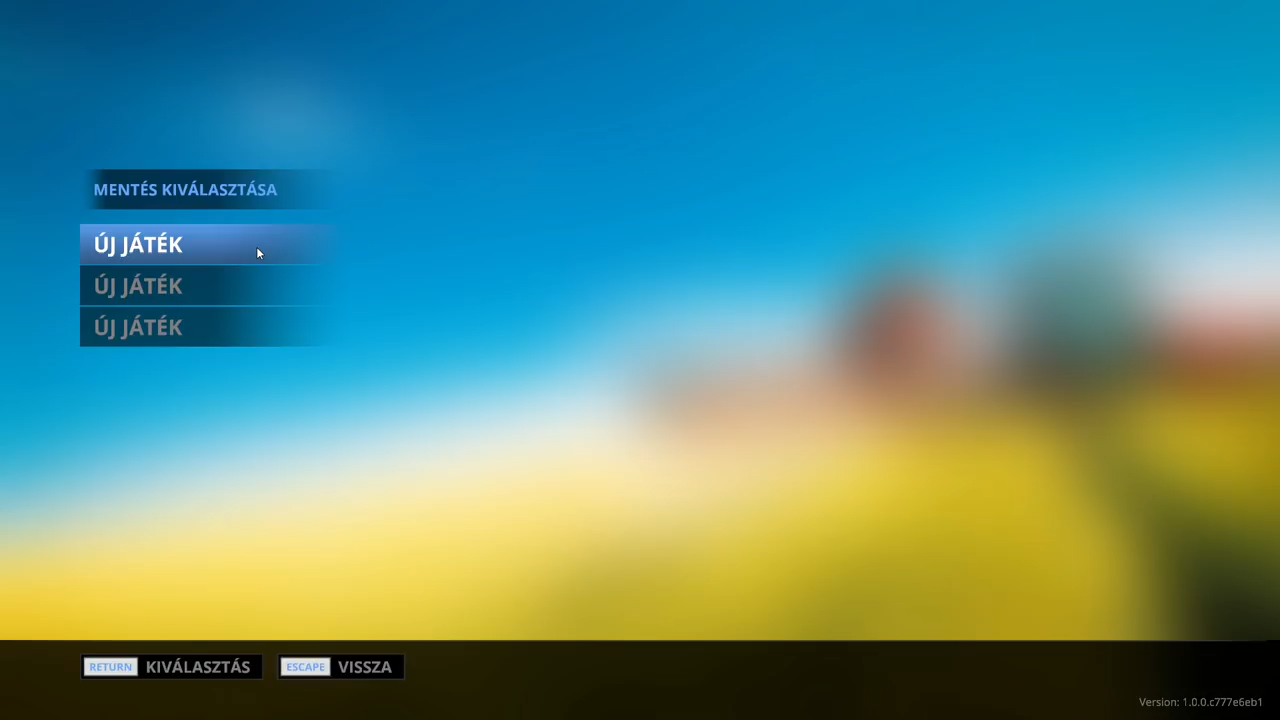 MENTÉS KIVÁLASZTÁSA
ÚJ JÁTÉK
ÚJ JÁTÉK
ÚJ JÁTÉK
RETURN KIVÁLASZTÁS ESCAPE VISSZA
Version: 1.0.0.c777e6eb1